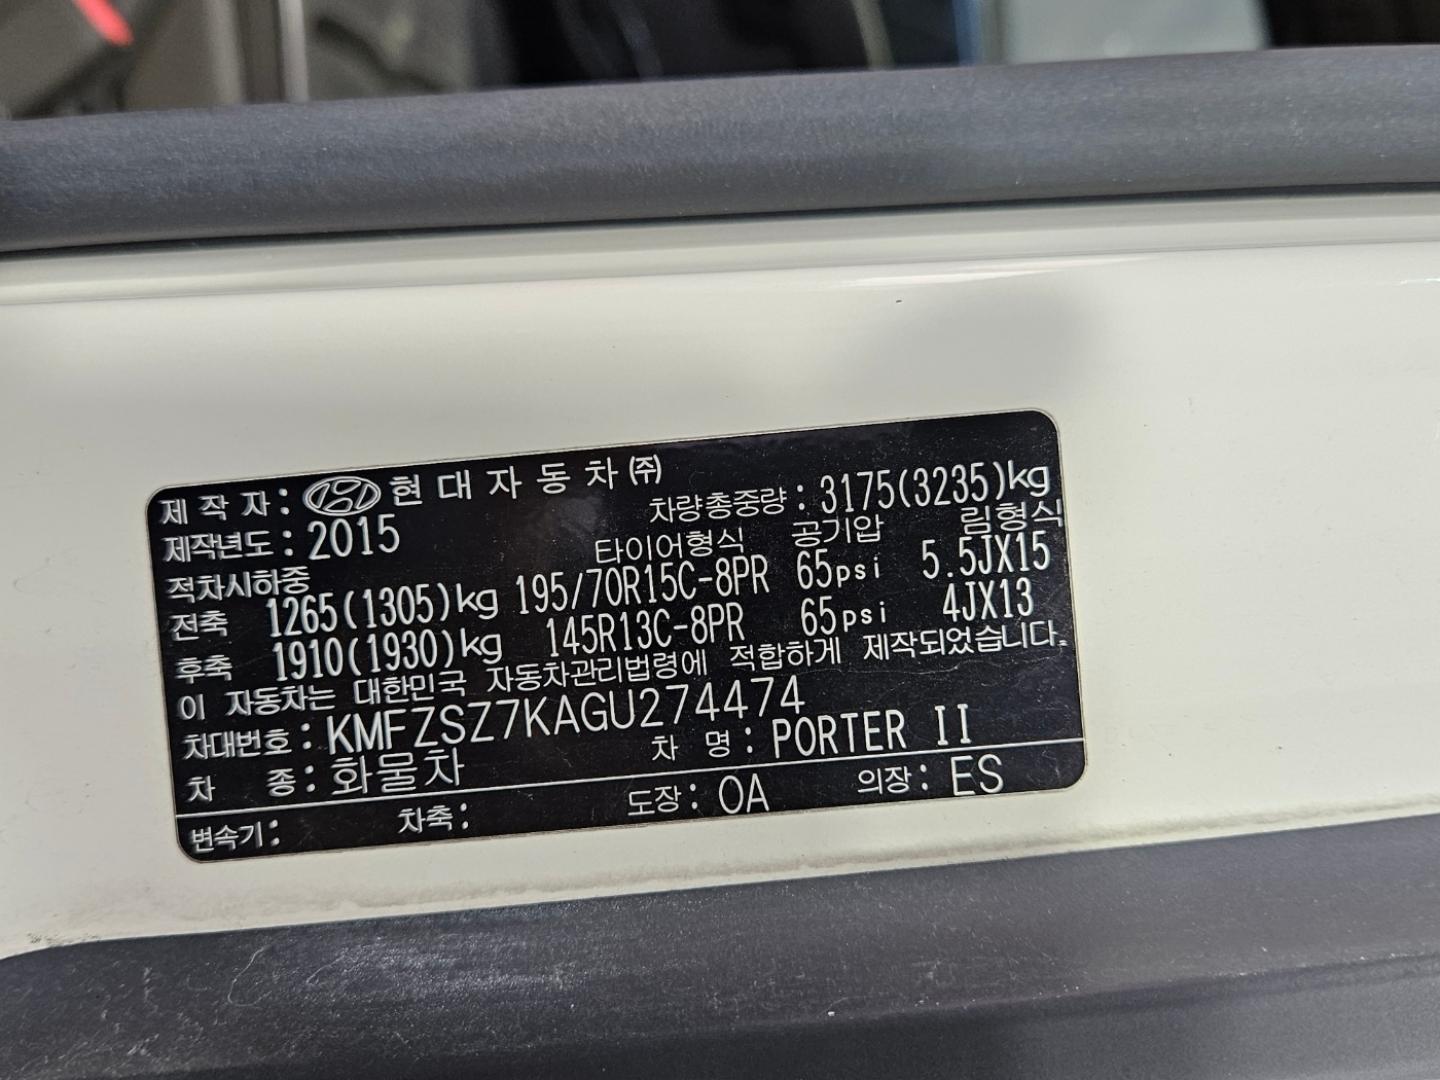 제 작 자 : 현 대 자 동 차 ㈜
제작년도 : 2015 차량총중량 : 3175(3235)kg
적차시하중 타이어형식 공기압 림형식
전축 1265(1305)kg 195/70R15C-8PR 65psi 5.5JX15
후축 1910(1930)kg 145R13C-8PR 65psi 4JX13
이 자동차는 대한민국 자동차관리법령에 적합하게 제작되었습니다.
차대번호 : KMFZSZ7KAGU274474
차 종 : 화물차 차 명 : PORTER II
변속기 : 차축 : 도장 : OA 의장 : ES